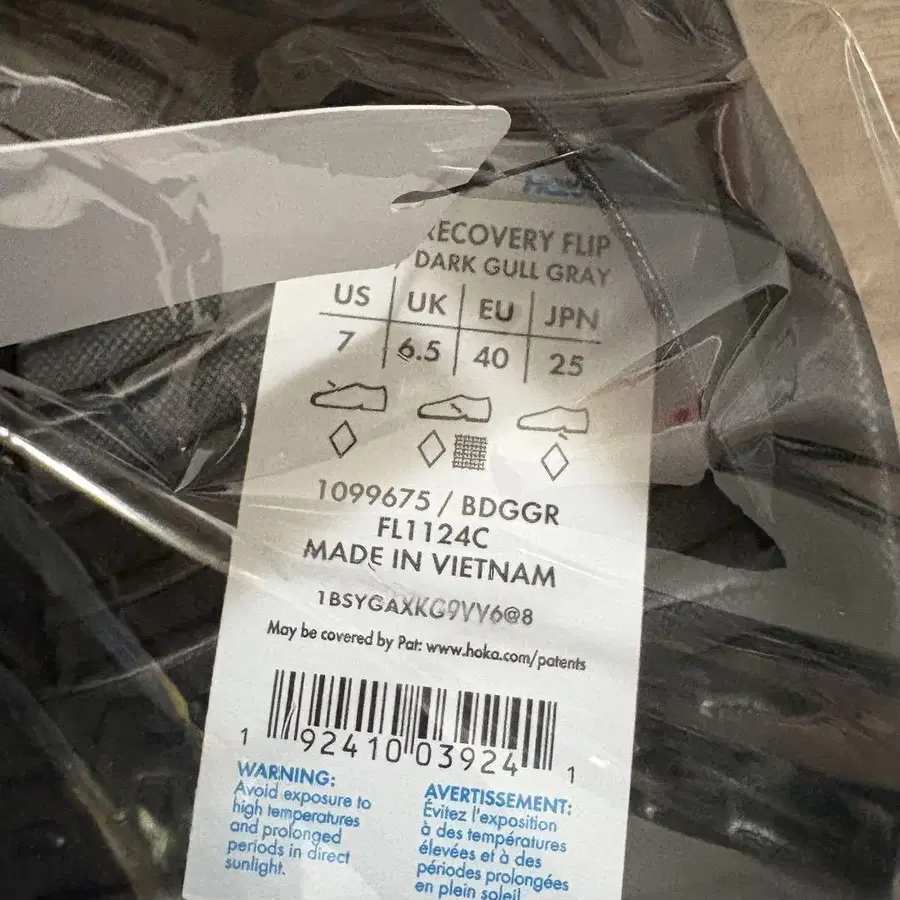 RECOVERY FLIP
DARK GULL GRAY
US UK EU JPN
7 6.5 40 25
1099675 / BDGGR
FL1124C
MADE IN VIETNAM
1BSYGAXKG9VY6@8
May be covered by Pat: www.hoka.com/patents
1 92410 03924 1
WARNING:
Avoid exposure to
high temperatures
and prolonged
periods in direct
sunlight.
AVERTISSEMENT:
Évitez l'exposition
à des températures
élevées et à des
périodes prolongées
en plein soleil